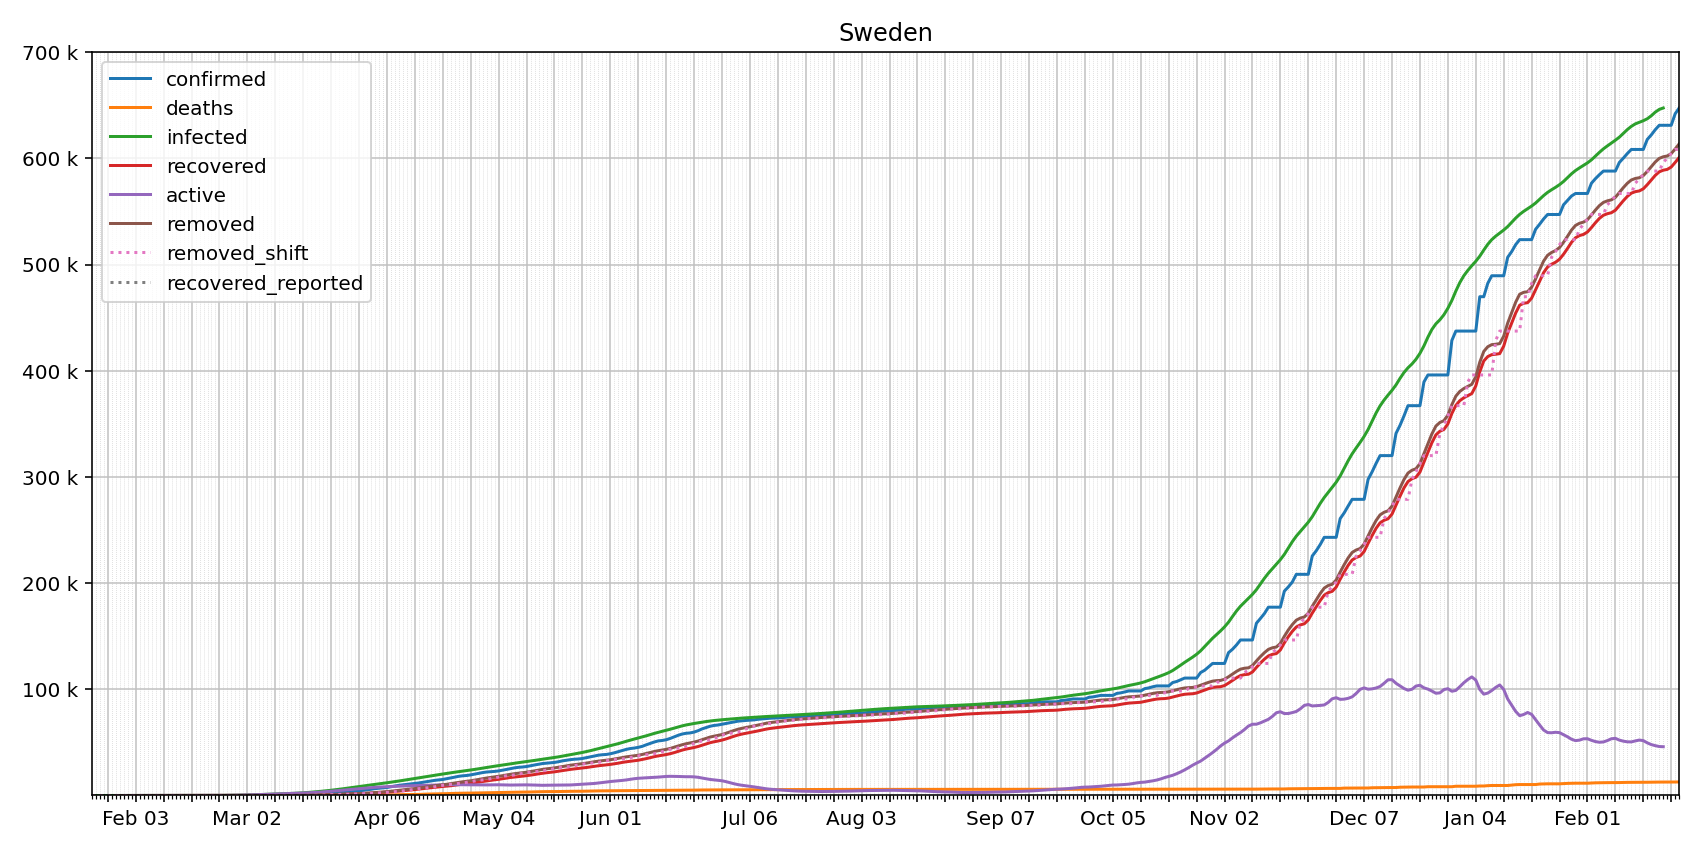 Sweden
700 k
600 k
500 k
400 k
300 k
200 k
100 k
confirmed
deaths
infected
recovered
active
removed
removed_shift
recovered_reported
Feb 03 Mar 02 Apr 06 May 04 Jun 01 Jul 06 Aug 03 Sep 07 Oct 05 Nov 02 Dec 07 Jan 04 Feb 01